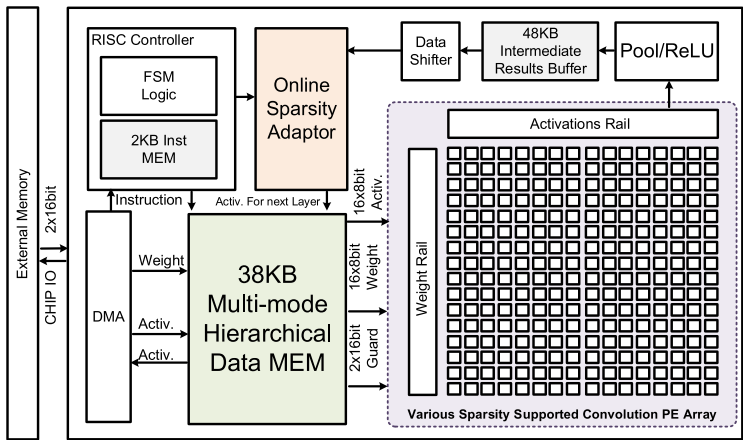 RISC Controller
FSM
Logic
2KB Inst
MEM
Online
Sparsity
Adaptor
Data
Shifter
48KB
Intermediate
Results Buffer
Pool/ReLU
Activations Rail
Weight Rail
External Memory
2x16bit
CHIP IO
Instruction
Activ. For next Layer
DMA
Weight
Activ.
Activ.
38KB
Multi-mode
Hierarchical
Data MEM
16x8bit
Activ.
16x8bit
Weight
2x16bit
Guard
Various Sparsity Supported Convolution PE Array